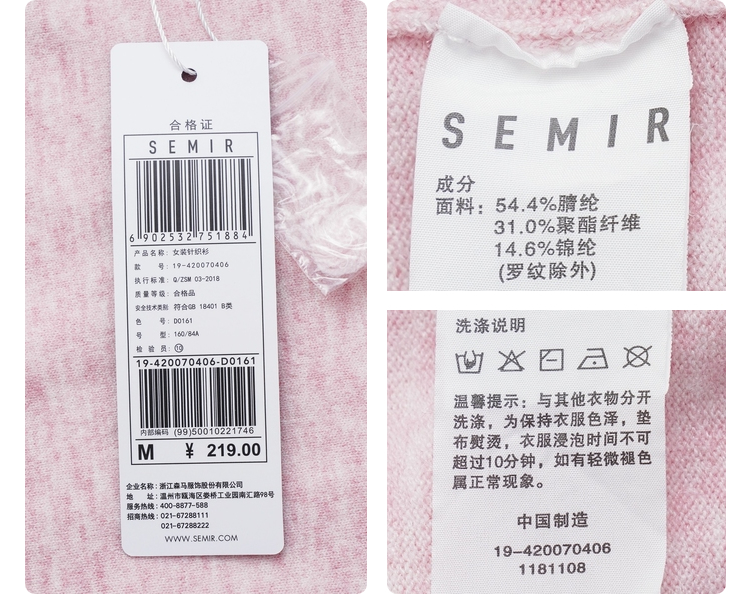 合格证
SEMIR
6 902532 751884
产品名称: 女装针织衫
款 号: 19-420070406
执行标准: Q/ZSM 03-2018
质量等级: 合格品
安全技术类别 符合GB 18401 B类
色 号: D0161
号 型: 160/84A
检 验 员: 10
19-420070406-D0161
内部编码 (99)50010221746
M ¥ 219.00
企业名称: 浙江森马服饰股份有限公司
地 址: 温州市瓯海区娄桥工业园南汇路98号
服务热线: 400-8877-588
招商热线: 021-67288111
021-67288222
WWW.SEMIR.COM
SEMIR
成分
面料: 54.4%腈纶
31.0%聚酯纤维
14.6%锦纶
(罗纹除外)
洗涤说明
温馨提示: 与其他衣物分开
洗涤，为保持衣服色泽，垫
布熨烫，衣服浸泡时间不可
超过10分钟，如有轻微褪色
属正常现象。
中国制造
19-420070406
1181108